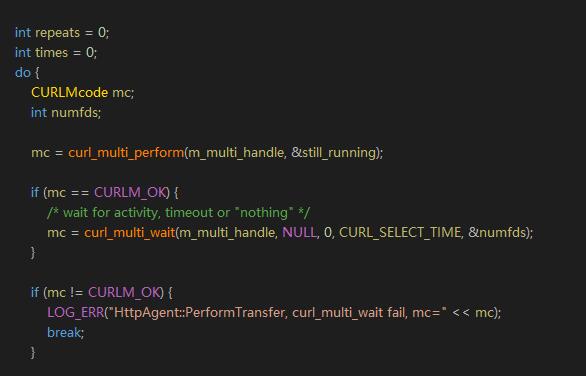 int repeats = 0;
int times = 0;
do {
CURLMcode mc;
int numfds;
mc = curl_multi_perform(m_multi_handle, &still_running);
if (mc == CURLM_OK) {
/* wait for activity, timeout or "nothing" */
mc = curl_multi_wait(m_multi_handle, NULL, 0, CURL_SELECT_TIME, &numfds);
}
if (mc != CURLM_OK) {
LOG_ERR("HttpAgent::PerformTransfer, curl_multi_wait fail, mc=" << mc);
break;
}